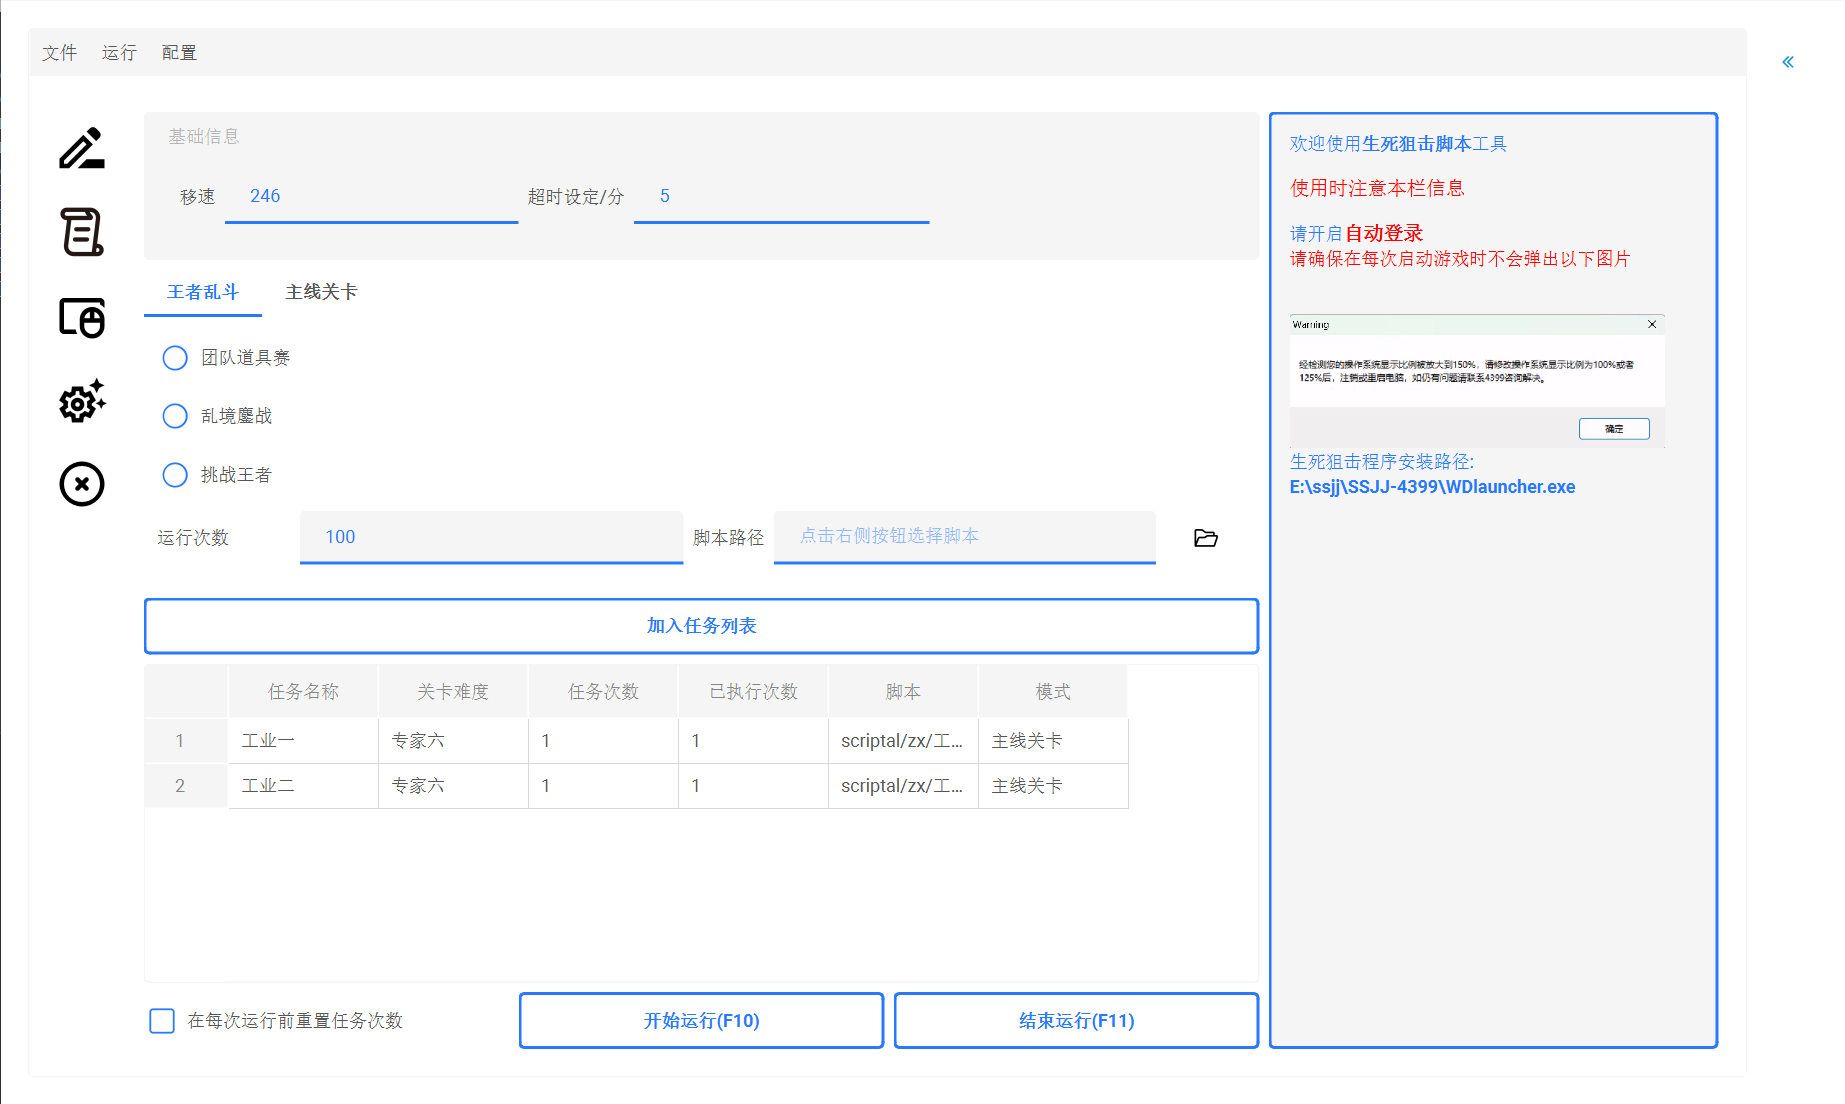 文件 运行 配置
基础信息
移速 246 超时设定/分 5
王者乱斗 主线关卡
团队道具赛
乱境鏖战
挑战王者
运行次数 100 脚本路径 点击右侧按钮选择脚本
加入任务列表
任务名称 关卡难度 任务次数 已执行次数 脚本 模式
1 工业一 专家六 1 1 scriptal/zx/工... 主线关卡
2 工业二 专家六 1 1 scriptal/zx/工... 主线关卡
在每次运行前重置任务次数 开始运行(F10) 结束运行(F11)
欢迎使用生死狙击脚本工具
使用时注意本栏信息
请开启自动登录
请确保在每次启动游戏时不会弹出以下图片
Warning
经检测您的操作系统显示比例被放大到150%，请修改操作系统显示比例为100%或者
125%后，注销或重启电脑，如仍有问题请联系4399咨询解决。
确定
生死狙击程序安装路径:
E:\ssjj\SSJJ-4399\WDlauncher.exe